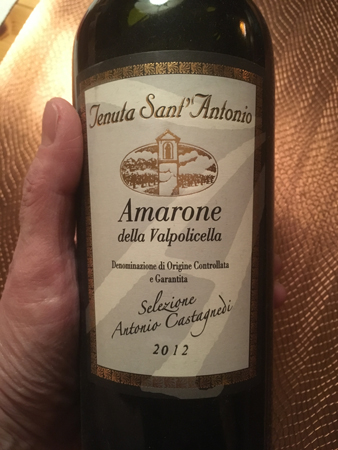 Tenuta Sant'Antonio
Amarone
della Valpolicella
Denominazione di Origine Controllata
e Garantita
Selezione
Antonio Castagnedi
2012